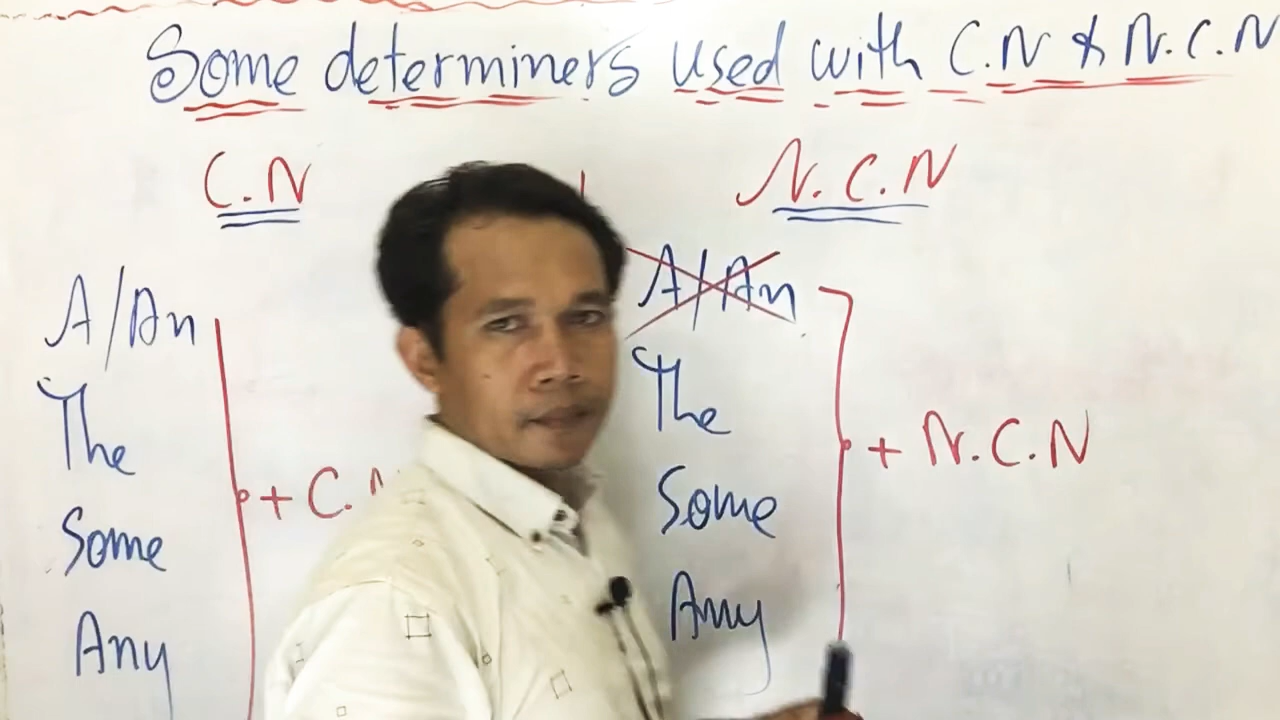 Some determiners used with C.N & N.C.N
C.N
N.C.N
A/An
The
Some
Any
+ C.N
A/An
The
Some
Any
+ N.C.N